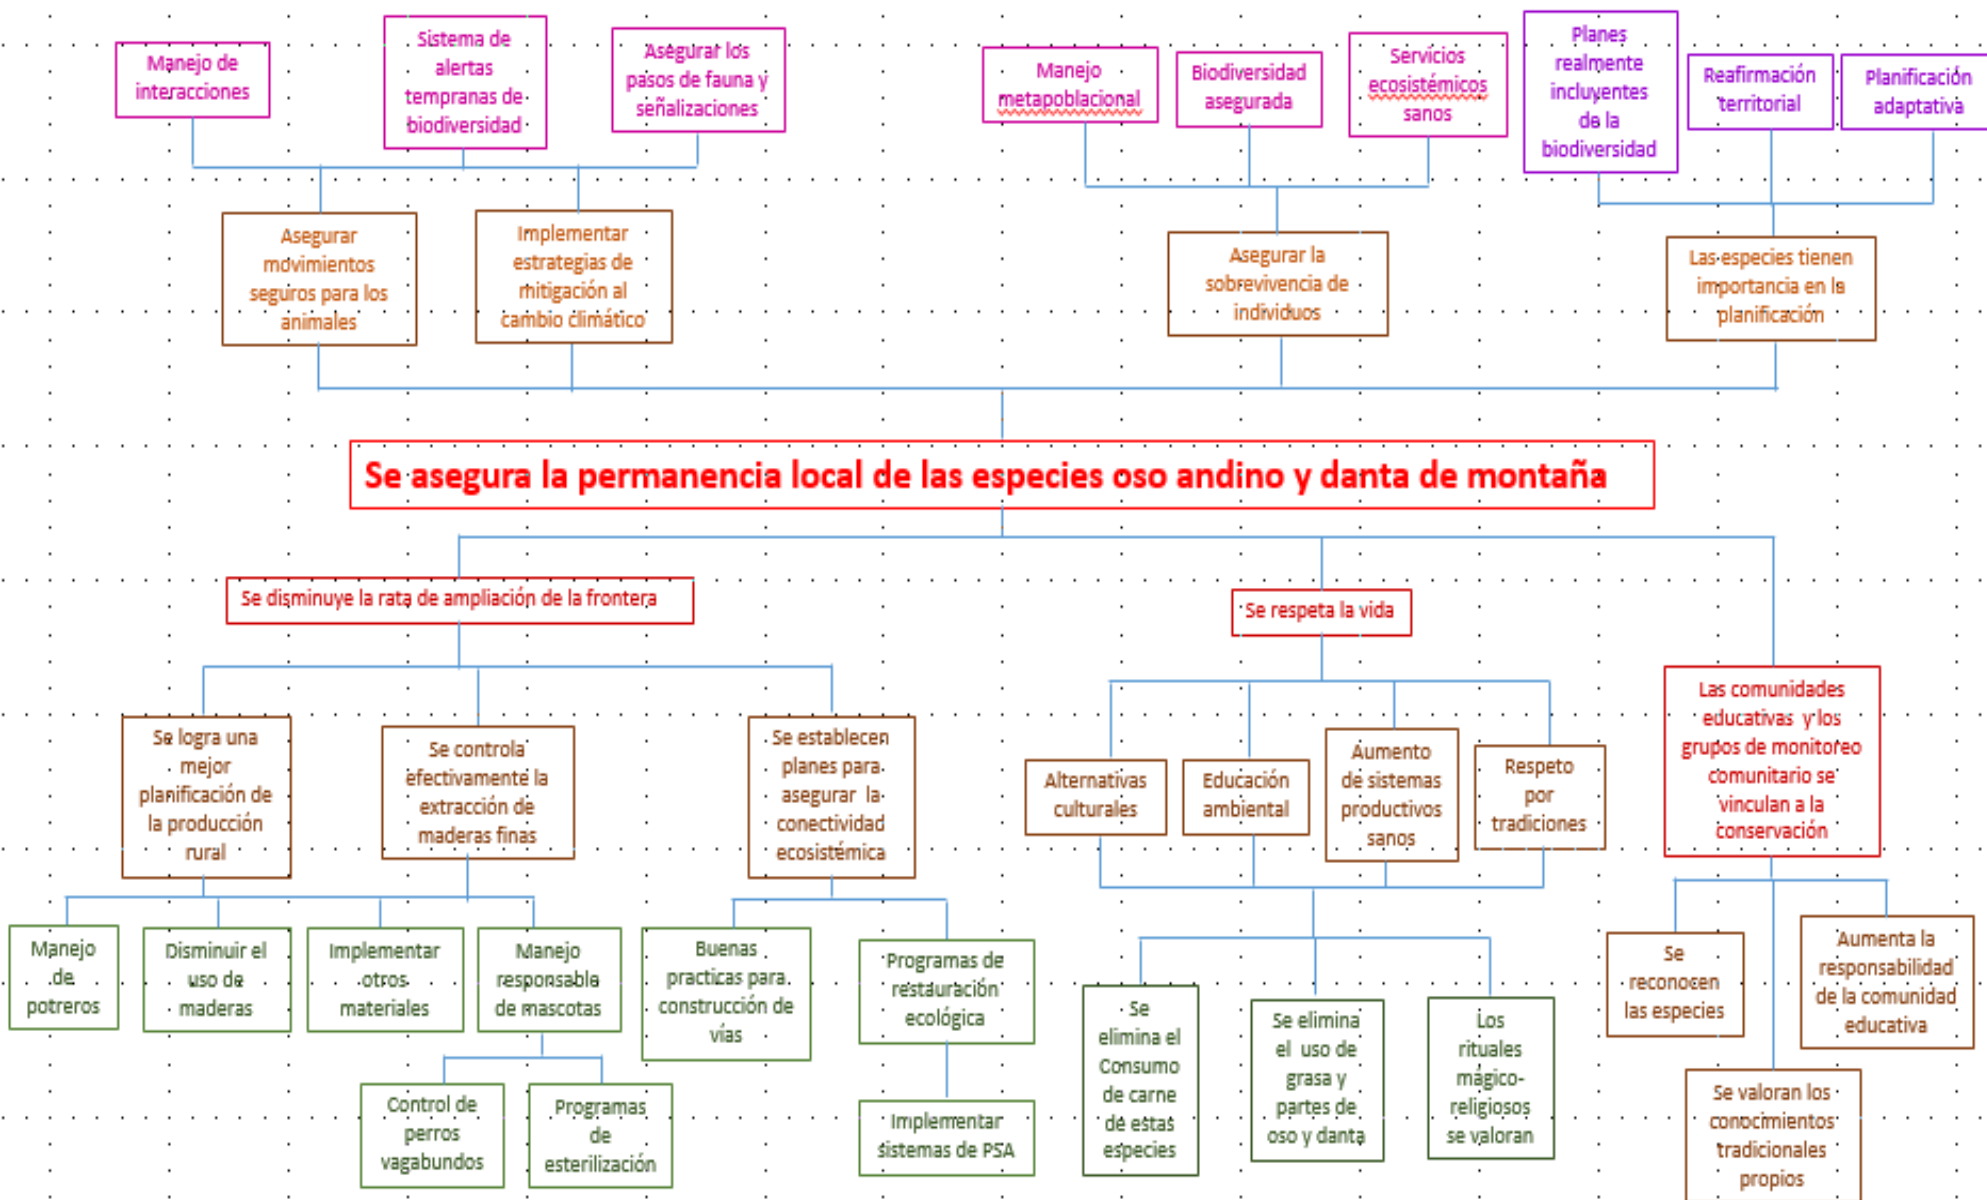 Manejo de
interacciones
Sistema de
alertas
tempranas de
biodiversidad
Asegurar los
pasos de fauna y
señalizaciones
Manejo
metapoblacional
Biodiversidad
asegurada
Servicios
ecosistémicos
sanos
Planes
realmente
incluyentes
de la
biodiversidad
Reafirmación
territorial
Planificación
adaptativa
Asegurar
movimientos
seguros para los
animales
Implementar
estrategias de
mitigación al
cambio climático
Asegurar la
sobrevivencia de
individuos
Las especies tienen
importancia en la
planificación
Se asegura la permanencia local de las especies oso andino y danta de montaña
Se disminuye la rata de ampliación de la frontera
Se respeta la vida
Las comunidades
educativas y los
grupos de monitoreo
comunitario se
vinculan a la
conservación
Se logra una
mejor
planificación de
la producción
rural
Se controla
efectivamente la
extracción de
maderas finas
Se establecen
planes para
asegurar la
conectividad
ecosistémica
Alternativas
culturales
Educación
ambiental
Aumento
de sistemas
productivos
sanos
Respeto
por
tradiciones
Manejo
de
potreros
Disminuir el
uso de
maderas
Implementar
otros
materiales
Manejo
responsable
de mascotas
Buenas
practicas para
construcción de
vías
Programas de
restauración
ecológica
Se
elimina el
Consumo
de carne
de estas
especies
Se elimina
el uso de
grasa y
partes de
oso y danta
Los
rituales
mágico-
religiosos
se valoran
Se
reconocen
las especies
Aumenta la
responsabilidad
de la comunidad
educativa
Control de
perros
vagabundos
Programas
de
esterilización
Implementar
sistemas de PSA
Se valoran los
conocimientos
tradicionales
propios